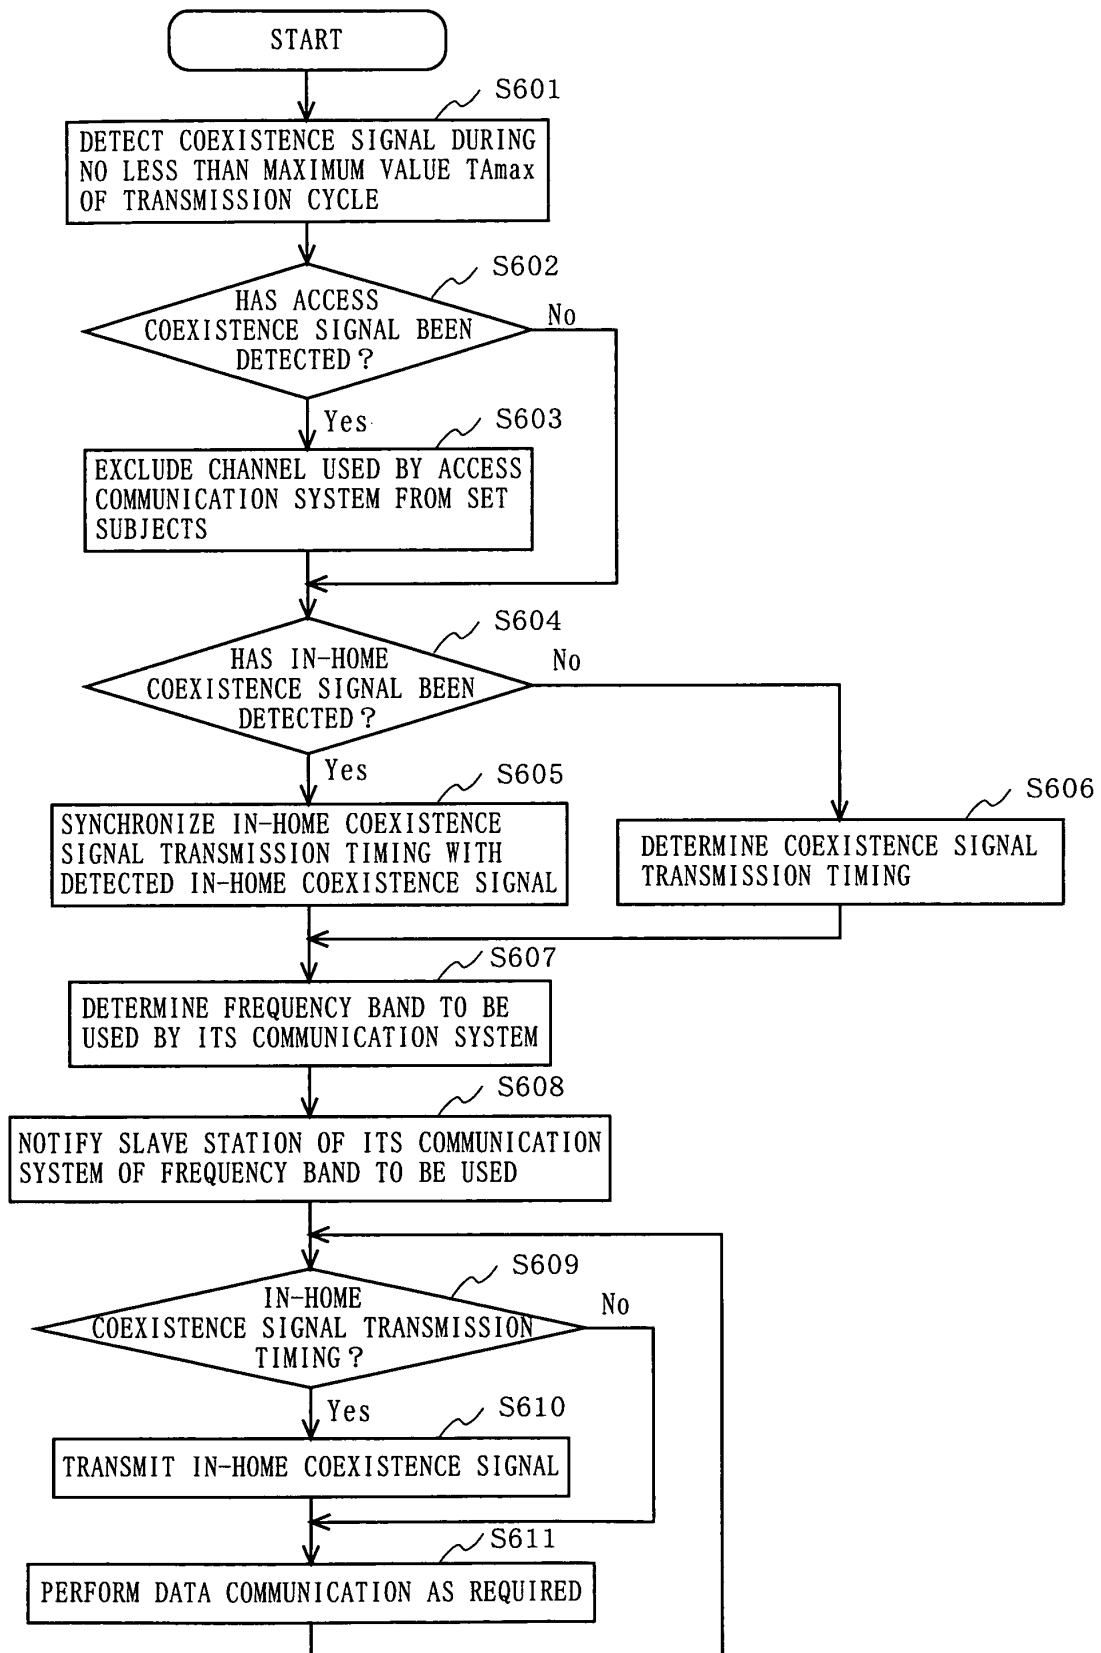 START
S601
DETECT COEXISTENCE SIGNAL DURING
NO LESS THAN MAXIMUM VALUE TAmax
OF TRANSMISSION CYCLE
S602
HAS ACCESS
COEXISTENCE SIGNAL BEEN
DETECTED?
No
Yes
S603
EXCLUDE CHANNEL USED BY ACCESS
COMMUNICATION SYSTEM FROM SET
SUBJECTS
S604
HAS IN-HOME
COEXISTENCE SIGNAL BEEN
DETECTED?
No
Yes
S605
SYNCHRONIZE IN-HOME COEXISTENCE
SIGNAL TRANSMISSION TIMING WITH
DETECTED IN-HOME COEXISTENCE SIGNAL
S606
DETERMINE COEXISTENCE SIGNAL
TRANSMISSION TIMING
S607
DETERMINE FREQUENCY BAND TO BE
USED BY ITS COMMUNICATION SYSTEM
S608
NOTIFY SLAVE STATION OF ITS COMMUNICATION
SYSTEM OF FREQUENCY BAND TO BE USED
S609
IN-HOME
COEXISTENCE SIGNAL TRANSMISSION
TIMING?
No
Yes
S610
TRANSMIT IN-HOME COEXISTENCE SIGNAL
S611
PERFORM DATA COMMUNICATION AS REQUIRED